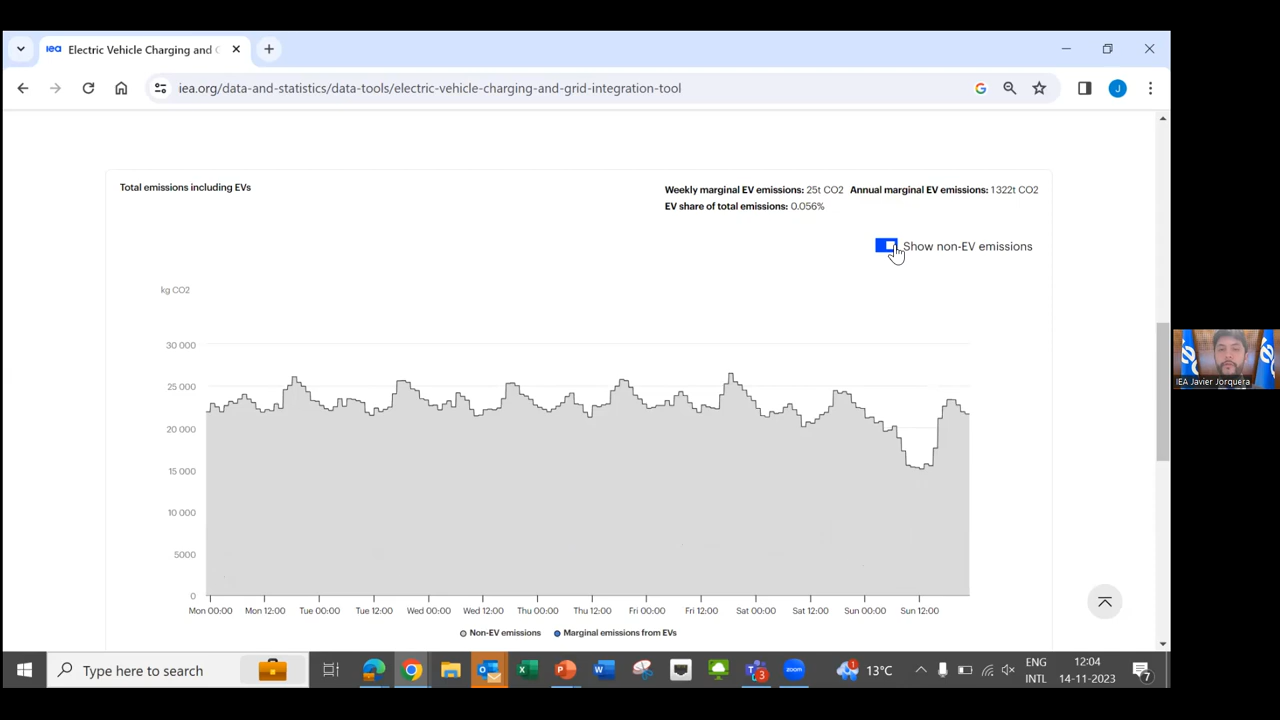 iea Electric Vehicle Charging and G
iea.org/data-and-statistics/data-tools/electric-vehicle-charging-and-grid-integration-tool
J
Total emissions including EVs
Weekly marginal EV emissions: 25t CO2 Annual marginal EV emissions: 1322t CO2
EV share of total emissions: 0.056%
Show non-EV emissions
kg CO2
30 000
25 000
20 000
15 000
10 000
5000
0
Mon 00:00 Mon 12:00 Tue 00:00 Tue 12:00 Wed 00:00 Wed 12:00 Thu 00:00 Thu 12:00 Fri 00:00 Fri 12:00 Sat 00:00 Sat 12:00 Sun 00:00 Sun 12:00
Non-EV emissions Marginal emissions from EVs
IEA Javier Jorquera
Type here to search
zoom
3
1
13°C
ENG
INTL
12:04
14-11-2023
7